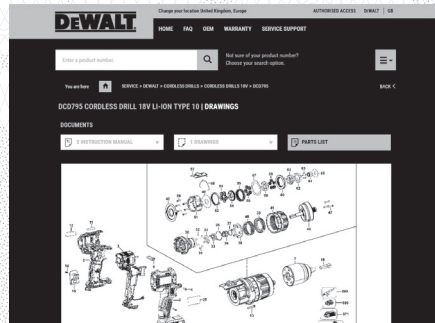 DEWALT.
Change your location United Kingdom, Europe
AUTHORISED ACCESS DeWALT GB
HOME FAQ OEM WARRANTY SERVICE SUPPORT
Enter a product number.
Not sure of your product number?
Choose your search option.
You are here
SERVICE > DEWALT > CORDLESS DRILLS > CORDLESS DRILLS 18V > DCD795
BACK <
DCD795 CORDLESS DRILL 18V LI-ION TYPE 10 | DRAWINGS
DOCUMENTS
2 INSTRUCTION MANUAL
1 DRAWINGS
PARTS LIST